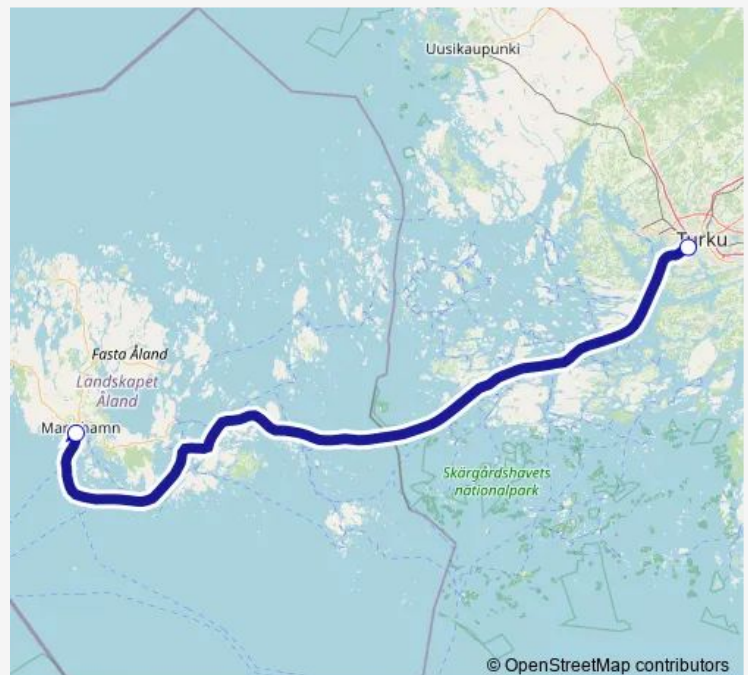 Uusikaupunki
Turku
Fasta Åland
Landskapet
Åland
Skärgårdshavets
nationalpark
© OpenStreetMap contributors